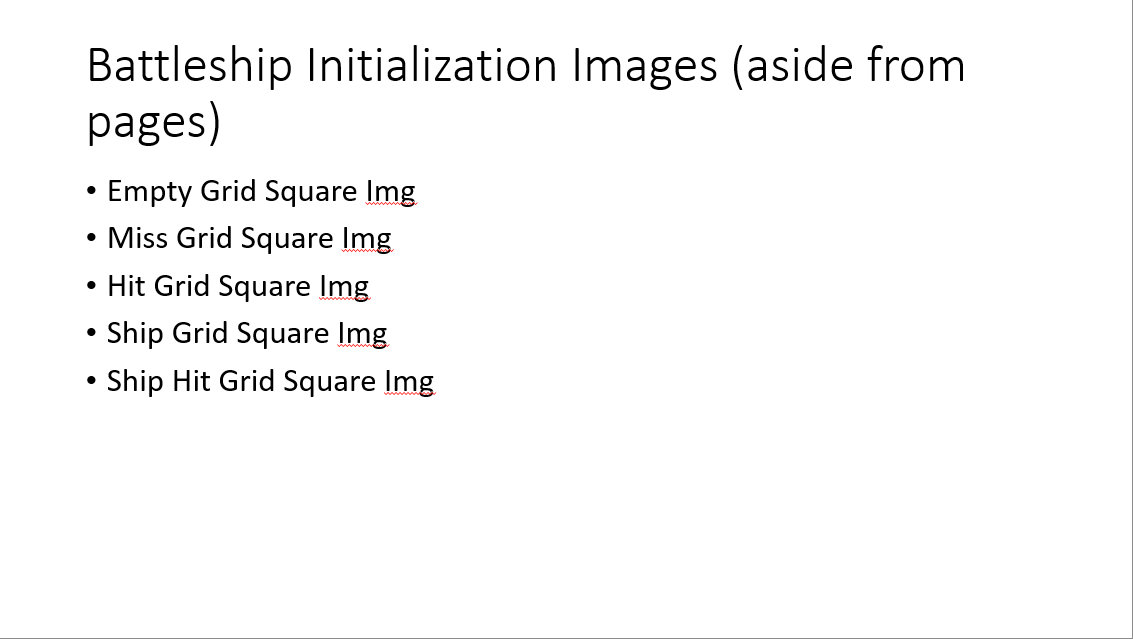 Battleship Initialization Images (aside from
pages)
• Empty Grid Square Img
• Miss Grid Square Img
• Hit Grid Square Img
• Ship Grid Square Img
• Ship Hit Grid Square Img